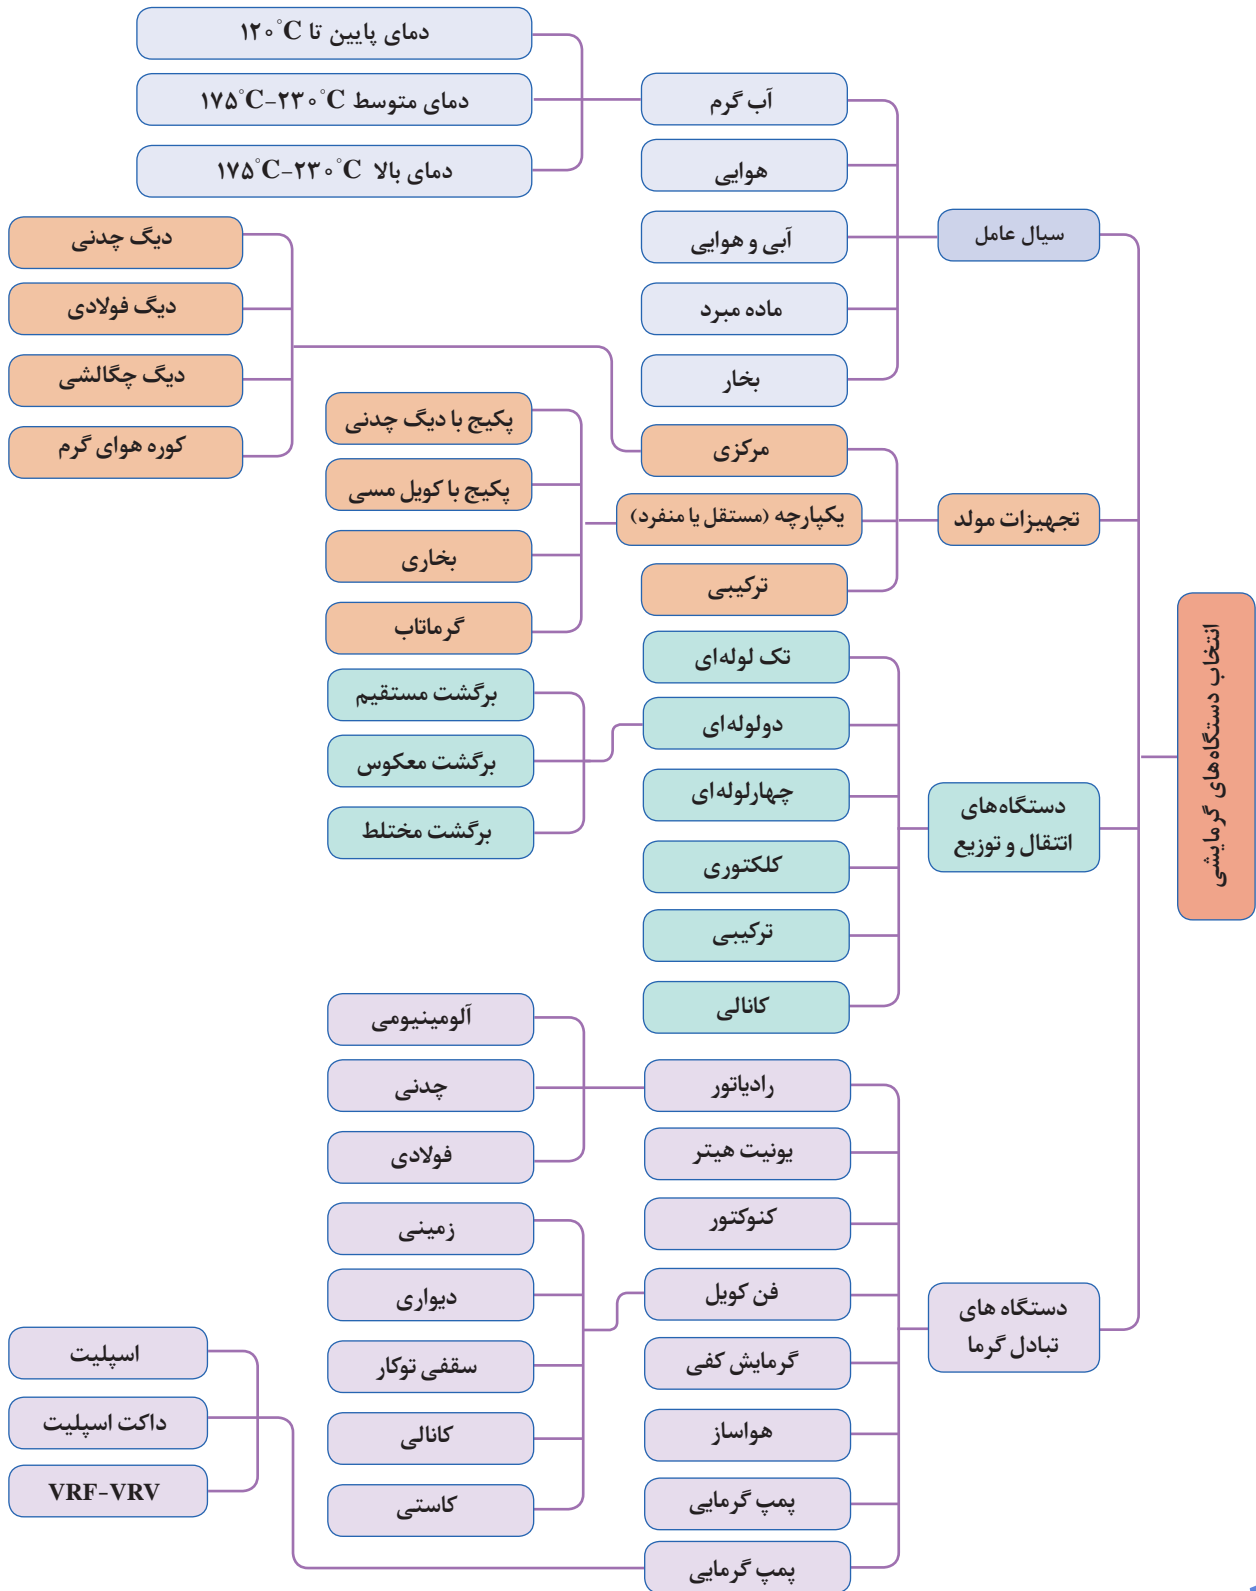 انتخاب دستگاه‌های گرمایشی
سیال عامل
آب گرم
دمای پایین تا ۱۲۰°C
دمای متوسط ۱۷۵°C-۲۳۰°C
دمای بالا ۱۷۵°C-۲۳۰°C
هوایی
آبی و هوایی
ماده مبرد
بخار
تجهیزات مولد
مرکزی
دیگ چدنی
دیگ فولادی
دیگ چگالشی
کوره هوای گرم
یکپارچه (مستقل یا منفرد)
پکیج با دیگ چدنی
پکیج با کویل مسی
بخاری
گرماتاب
ترکیبی
دستگاه‌های
انتقال و توزیع
تک لوله‌ای
دولوله‌ای
برگشت مستقیم
برگشت معکوس
برگشت مختلط
چهارلوله‌ای
کلکتوری
ترکیبی
کانالی
دستگاه های
تبادل گرما
رادیاتور
آلومینیومی
چدنی
فولادی
یونیت هیتر
کنوکتور
فن کویل
زمینی
دیواری
سقفی توکار
کانالی
کاستی
گرمایش کفی
هواساز
پمپ گرمایی
پمپ گرمایی
اسپلیت
داکت اسپلیت
VRF-VRV